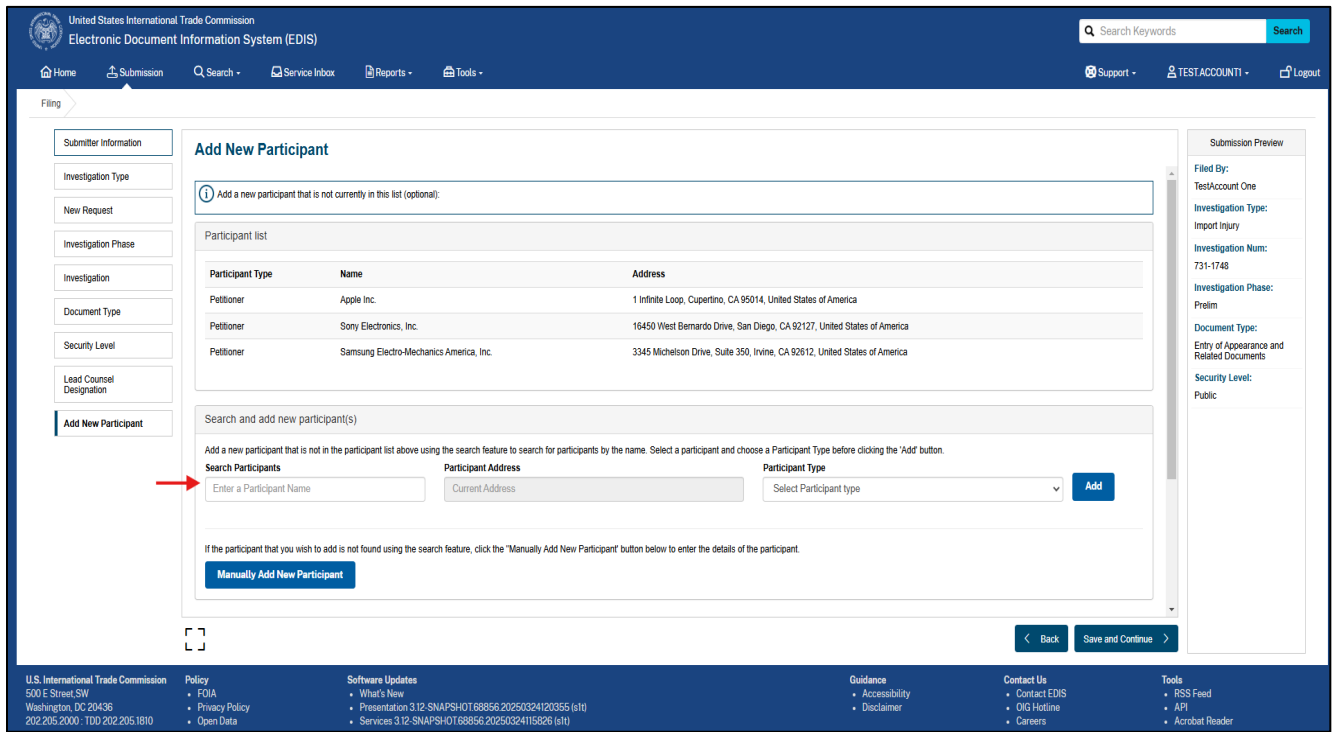 United States International Trade Commission
Electronic Document Information System (EDIS)
Search Keywords
Search
Home
Submission
Search
Service Inbox
Reports
Tools
Support
TEST.ACCOUNT1
Logout
Filing
Submitter Information
Investigation Type
New Request
Investigation Phase
Investigation
Document Type
Security Level
Lead Counsel
Designation
Add New Participant
Add New Participant
Add a new participant that is not currently in this list (optional):
Participant list
Participant Type Name Address
Petitioner Apple Inc. 1 Infinite Loop, Cupertino, CA 95014, United States of America
Petitioner Sony Electronics, Inc. 16450 West Bernardo Drive, San Diego, CA 92127, United States of America
Petitioner Samsung Electro-Mechanics America, Inc. 3345 Michelson Drive, Suite 350, Irvine, CA 92612, United States of America
Search and add new participant(s)
Add a new participant that is not in the participant list above using the search feature to search for participants by the name. Select a participant and choose a Participant Type before clicking the 'Add' button.
Search Participants Participant Address Participant Type
Enter a Participant Name Current Address Select Participant type Add
If the participant that you wish to add is not found using the search feature, click the "Manually Add New Participant' button below to enter the details of the participant.
Manually Add New Participant
Back
Save and Continue
Submission Preview
Filed By:
TestAccount One
Investigation Type:
Import Injury
Investigation Num:
731-1748
Investigation Phase:
Prelim
Document Type:
Entry of Appearance and
Related Documents
Security Level:
Public
U.S. International Trade Commission
500 E Street,SW
Washington, DC 20436
202.205.2000 : TDD 202.205.1810
Policy
• FOIA
• Privacy Policy
• Open Data
Software Updates
• What's New
• Presentation 3.12-SNAPSHOT.68856.20250324120355 (s1t)
• Services 3.12-SNAPSHOT.68856.20250324115826 (s1t)
Guidance
• Accessibility
• Disclaimer
Contact Us
• Contact EDIS
• OIG Hotline
• Careers
Tools
• RSS Feed
• API
• Acrobat Reader